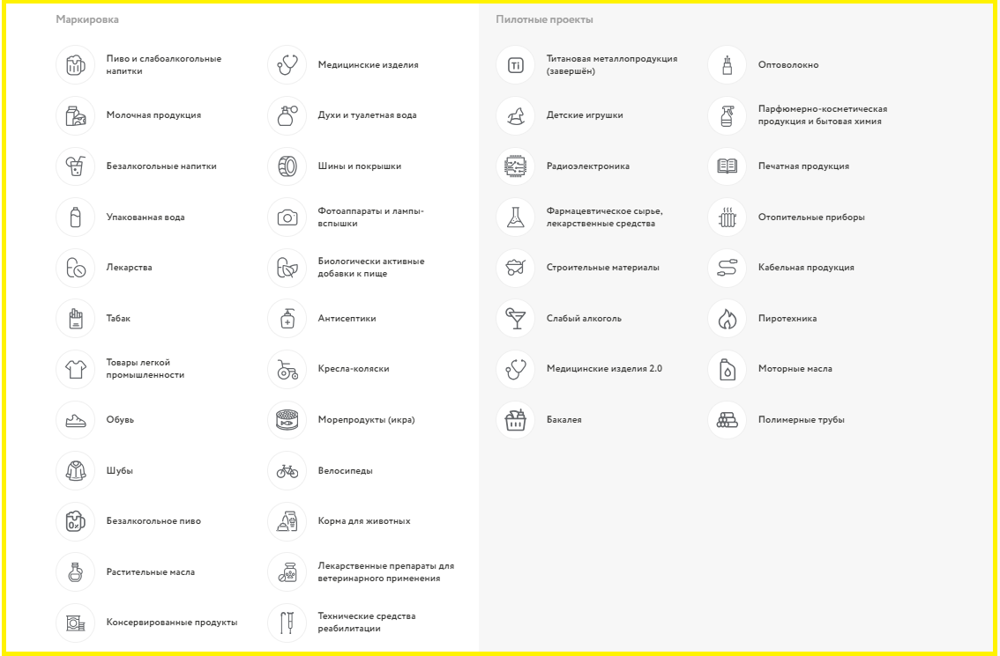 Маркировка
Пиво и слабоалкогольные
напитки
Медицинские изделия
Молочная продукция
Духи и туалетная вода
Безалкогольные напитки
Шины и покрышки
Упакованная вода
Фотоаппараты и лампы-
вспышки
Лекарства
Биологически активные
добавки к пище
Табак
Антисептики
Товары легкой
промышленности
Кресла-коляски
Обувь
Морепродукты (икра)
Шубы
Велосипеды
0%
Безалкогольное пиво
Корма для животных
Растительные масла
Лекарственные препараты для
ветеринарного применения
Консервированные продукты
Технические средства
реабилитации
Пилотные проекты
Ti
Титановая металлопродукция
(завершён)
Оптоволокно
Детские игрушки
Парфюмерно-косметическая
продукция и бытовая химия
Радиоэлектроника
Печатная продукция
Фармацевтическое сырье,
лекарственные средства
Отопительные приборы
Строительные материалы
Кабельная продукция
Слабый алкоголь
Пиротехника
Медицинские изделия 2.0
Моторные масла
Бакалея
Полимерные трубы